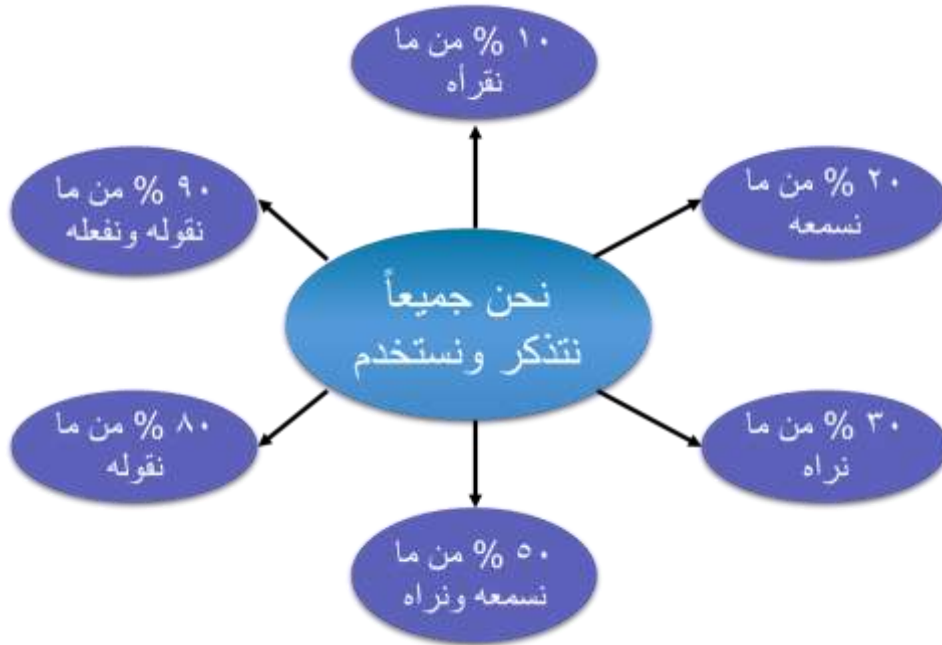 ١٠ % من ما
نقرأه
٢٠ % من ما
نسمعه
٣٠ % من ما
نراه
٥٠ % من ما
نسمعه ونراه
٨٠ % من ما
نقوله
٩٠ % من ما
نقوله ونفعله
نحن جميعاً
نتذكر ونستخدم